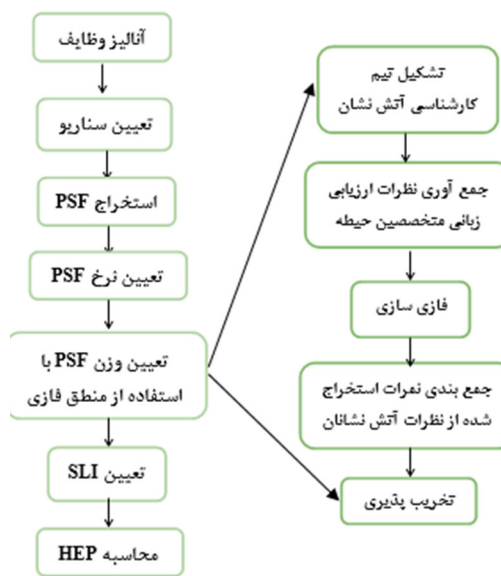 آنالیز وظایف
تعیین سناریو
استخراج PSF
تعیین نرخ PSF
تعیین وزن PSF با
استفاده از منطق فازی
تعیین SLI
محاسبه HEP
تشکیل تیم
کارشناسی آتش نشان
جمع آوری نظرات ارزیابی
زبانی متخصصین حیطه
فازی سازی
جمع بندی نمرات استخراج
شده از نظرات آتش نشانان
تخریب پذیری